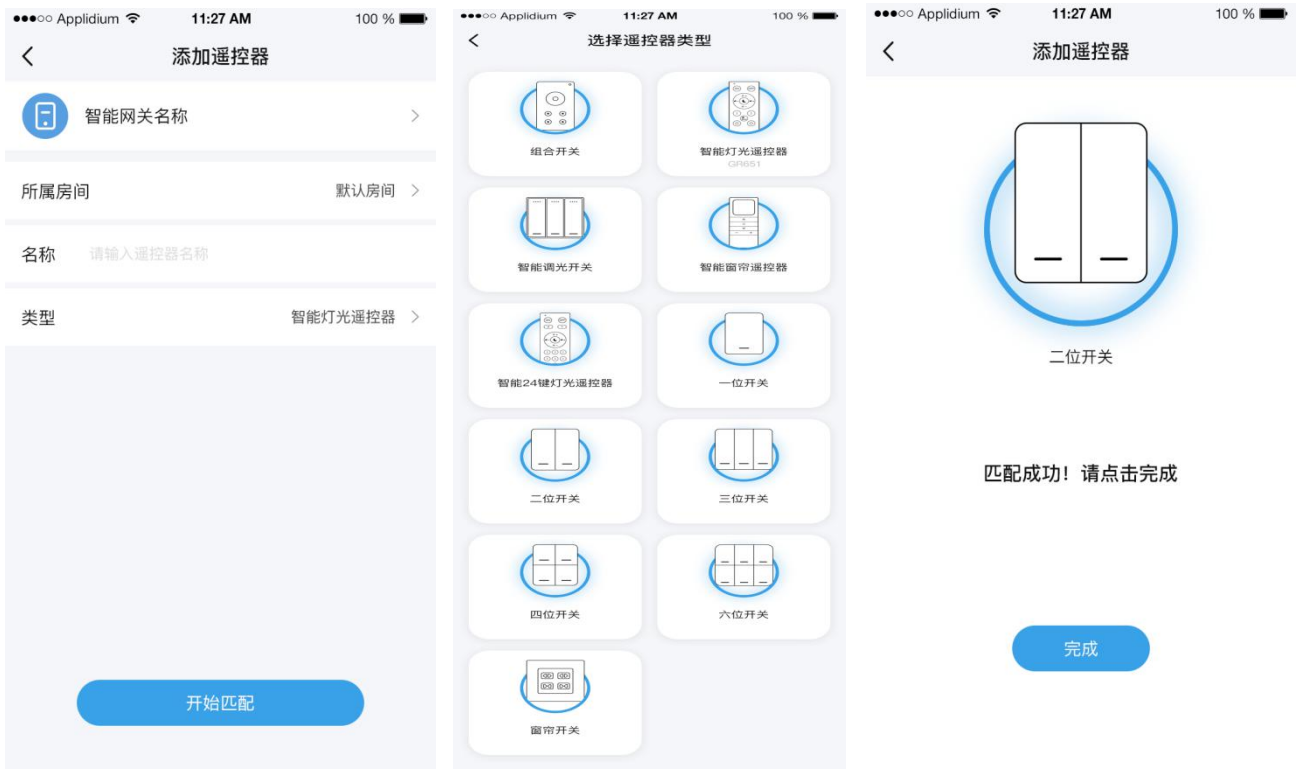 Applidium
11:27 AM
100 %
添加遥控器
智能网关名称
所属房间
默认房间
名称
请输入遥控器名称
类型
智能灯光遥控器
开始匹配
Applidium
11:27 AM
100 %
选择遥控器类型
组合开关
智能灯光遥控器
GR651
智能调光开关
智能窗帘遥控器
智能24键灯光遥控器
一位开关
二位开关
三位开关
四位开关
六位开关
窗帘开关
Applidium
11:27 AM
100 %
添加遥控器
二位开关
匹配成功！请点击完成
完成